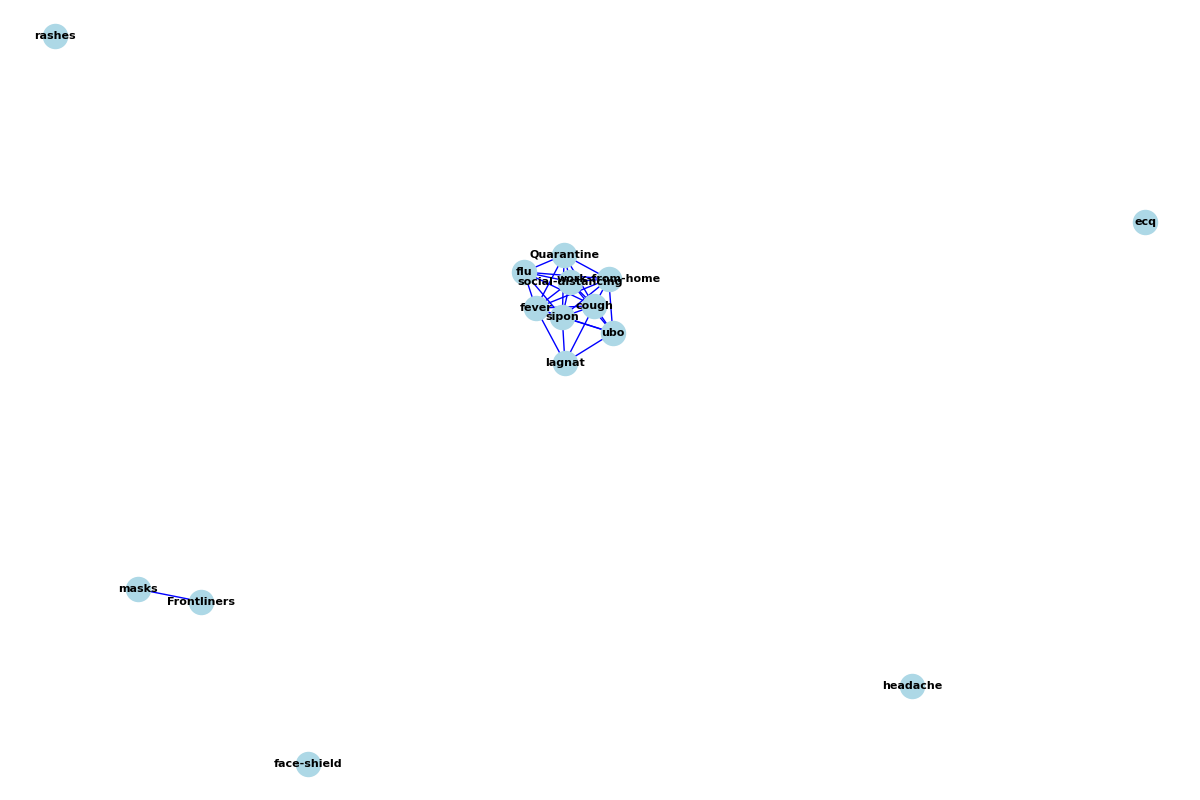 rashes
ecq
Quarantine
flu
work-from-home
social-distancing
cough
fever
sipon
ubo
lagnat
masks
Frontliners
headache
face-shield